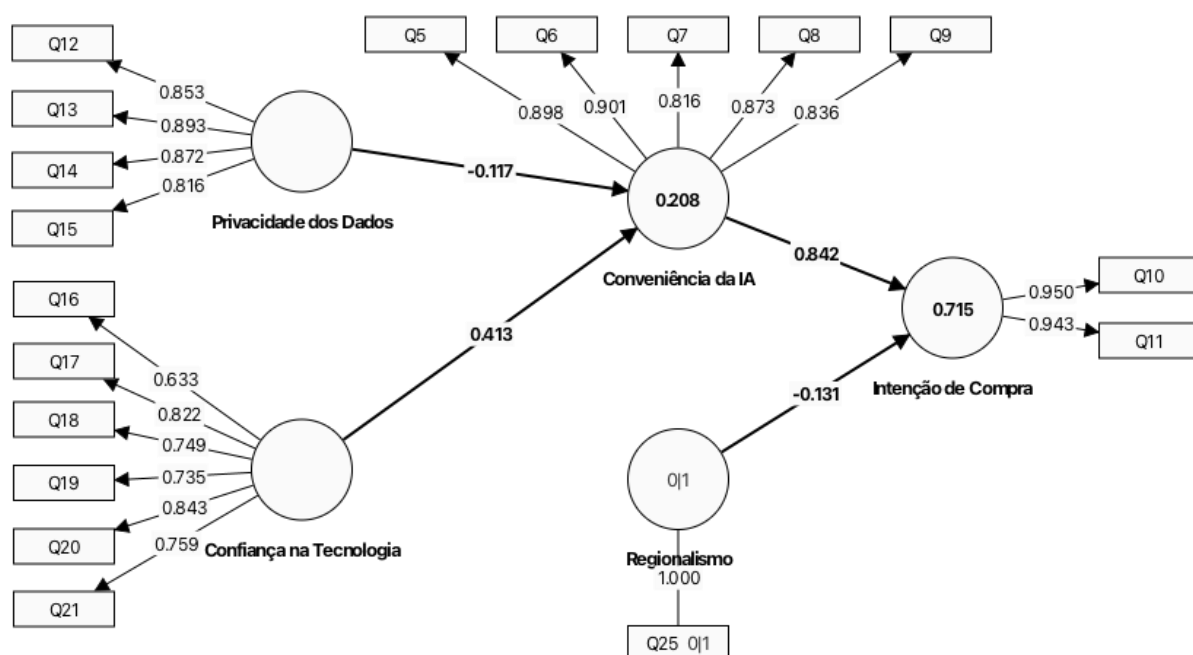 Q12
Q13
Q14
Q15
0.853
0.893
0.872
0.816
Privacidade dos Dados
Q5
Q6
Q7
Q8
Q9
0.898
0.901
0.816
0.873
0.836
-0.117
0.208
Conveniência da IA
0.842
Q16
Q17
Q18
Q19
Q20
Q21
0.633
0.822
0.749
0.735
0.843
0.759
Confiança na Tecnologia
0.413
0.715
Intenção de Compra
0.950
0.943
Q10
Q11
-0.131
0|1
Regionalismo
1.000
Q25 0|1